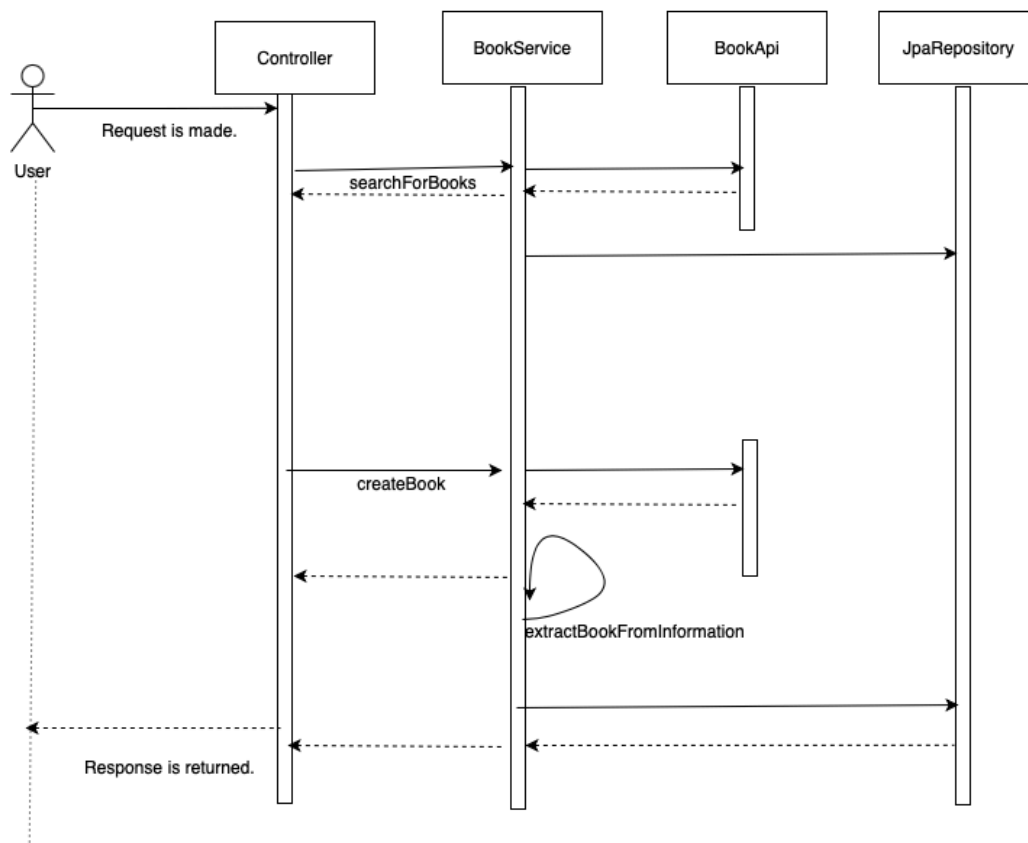 Controller
BookService
BookApi
JpaRepository
Request is made.
User
searchForBooks
createBook
extractBookFromInformation
Response is returned.